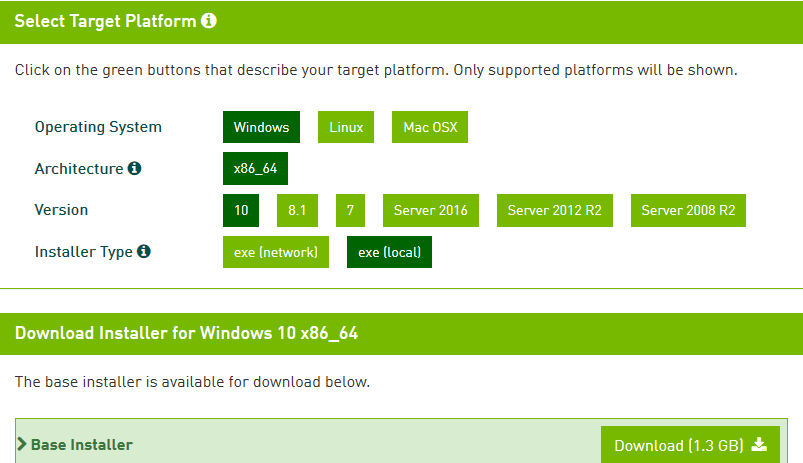 Select Target Platform
Click on the green buttons that describe your target platform. Only supported platforms will be shown.
Operating System Windows Linux Mac OSX
Architecture x86_64
Version 10 8.1 7 Server 2016 Server 2012 R2 Server 2008 R2
Installer Type exe (network) exe (local)
Download Installer for Windows 10 x86_64
The base installer is available for download below.
Base Installer Download (1.3 GB)